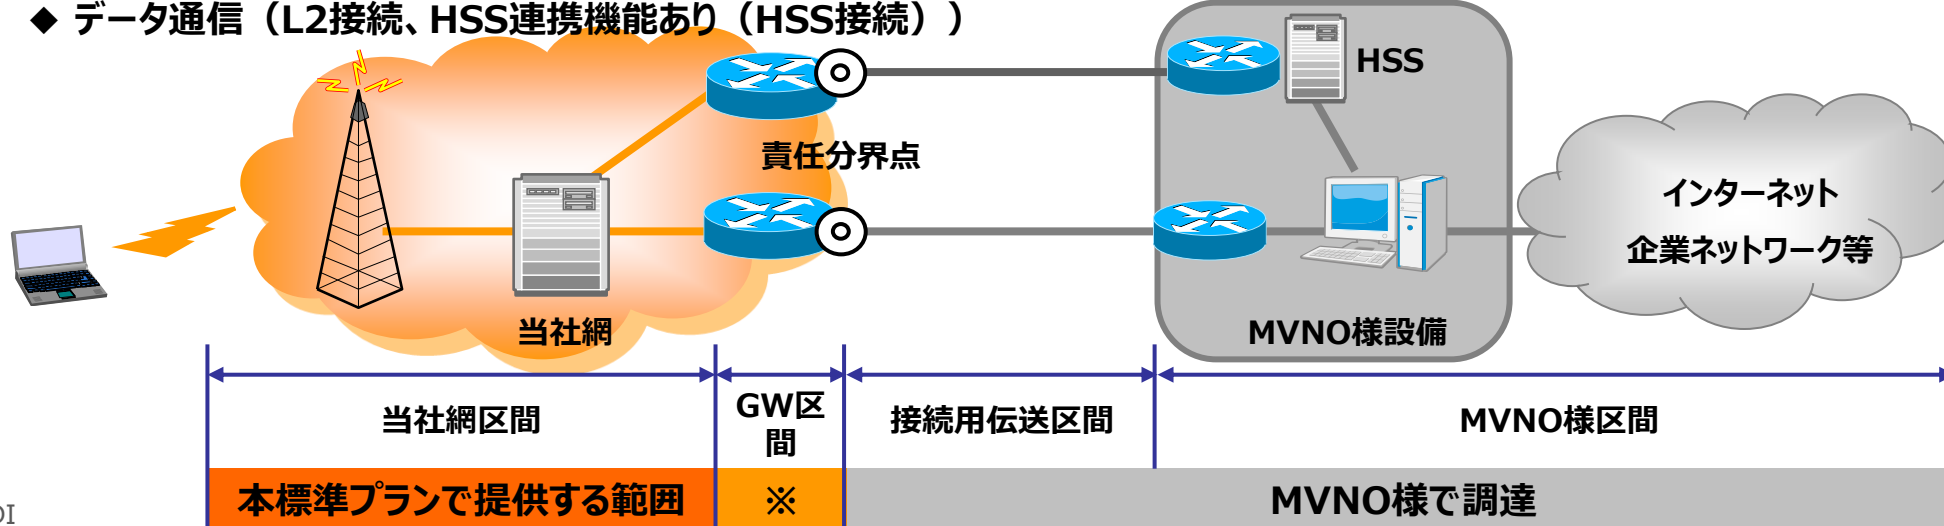 ◆ データ通信（L2接続、HSS連携機能あり（HSS接続））
HSS
責任分界点
インターネット
企業ネットワーク等
当社網
MVNO様設備
当社網区間
GW区
間
接続用伝送区間
MVNO様区間
本標準プランで提供する範囲
※
MVNO様で調達